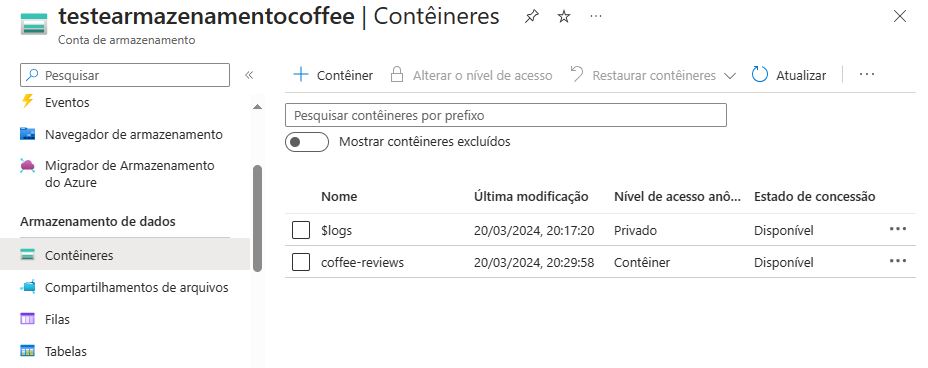 testearmazenamentocoffee | Contêineres
Conta de armazenamento
Pesquisar
Eventos
Navegador de armazenamento
Migrador de Armazenamento
do Azure
Armazenamento de dados
Contêineres
Compartilhamentos de arquivos
Filas
Tabelas
Contêiner Alterar o nível de acesso Restaurar contêineres Atualizar
Pesquisar contêineres por prefixo
Mostrar contêineres excluídos
Nome Última modificação Nível de acesso anô... Estado de concessão
$logs 20/03/2024, 20:17:20 Privado Disponível
coffee-reviews 20/03/2024, 20:29:58 Contêiner Disponível